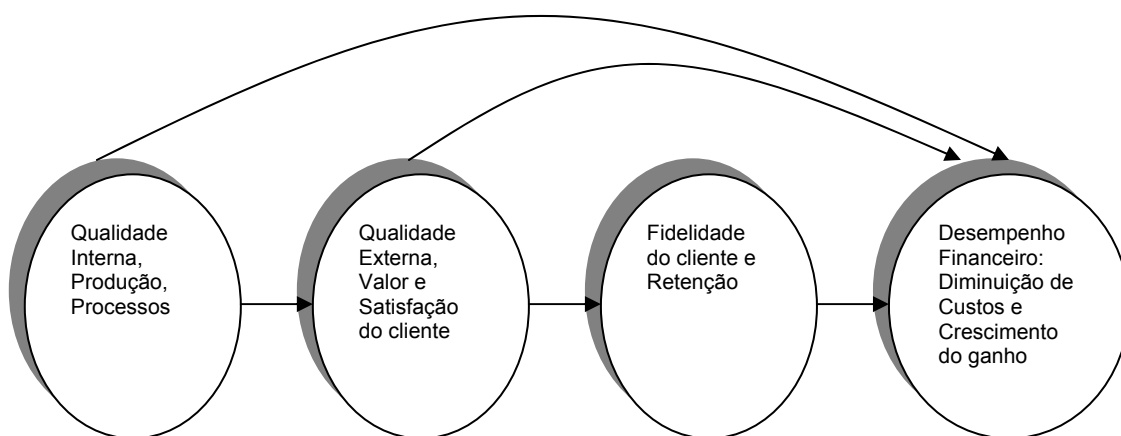 Qualidade
Interna,
Produção,
Processos
Qualidade
Externa,
Valor e
Satisfação
do cliente
Fidelidade
do cliente e
Retenção
Desempenho
Financeiro:
Diminuição de
Custos e
Crescimento
do ganho